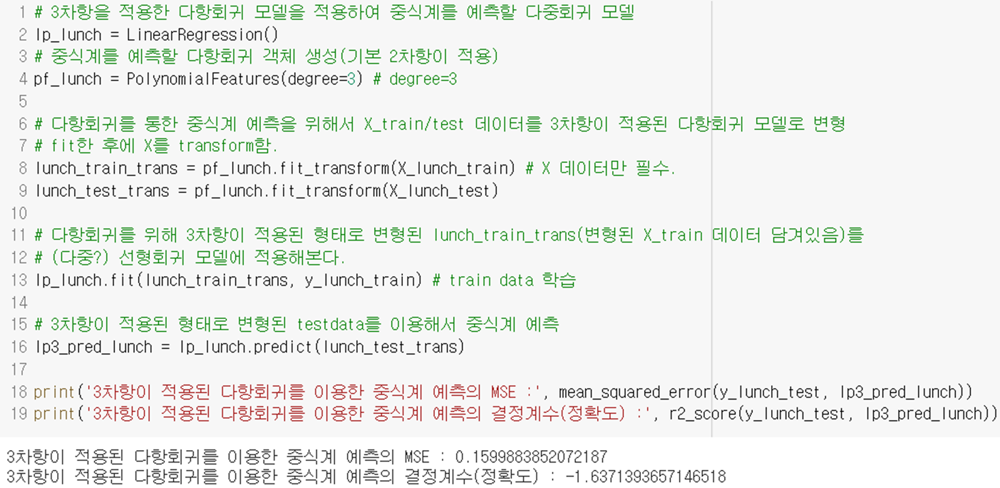 1 # 3차항을 적용한 다항회귀 모델을 적용하여 중식계를 예측할 다중회귀 모델
2 lp_lunch = LinearRegression()
3 # 중식계를 예측할 다항회귀 객체 생성(기본 2차항이 적용)
4 pf_lunch = PolynomialFeatures(degree=3) # degree=3
5
6 # 다항회귀를 통한 중식계 예측을 위해서 X_train/test 데이터를 3차항이 적용된 다항회귀 모델로 변형
7 # fit한 후에 X를 transform함.
8 lunch_train_trans = pf_lunch.fit_transform(X_lunch_train) # X 데이터만 필수.
9 lunch_test_trans = pf_lunch.fit_transform(X_lunch_test)
10
11 # 다항회귀를 위해 3차항이 적용된 형태로 변형된 lunch_train_trans(변형된 X_train 데이터 담겨있음)를
12 # (다중?) 선형회귀 모델에 적용해본다.
13 lp_lunch.fit(lunch_train_trans, y_lunch_train) # train data 학습
14
15 # 3차항이 적용된 형태로 변형된 testdata를 이용해서 중식계 예측
16 lp3_pred_lunch = lp_lunch.predict(lunch_test_trans)
17
18 print('3차항이 적용된 다항회귀를 이용한 중식계 예측의 MSE :', mean_squared_error(y_lunch_test, lp3_pred_lunch))
19 print('3차항이 적용된 다항회귀를 이용한 중식계 예측의 결정계수(정확도) :', r2_score(y_lunch_test, lp3_pred_lunch))
3차항이 적용된 다항회귀를 이용한 중식계 예측의 MSE : 0.1599883852072187
3차항이 적용된 다항회귀를 이용한 중식계 예측의 결정계수(정확도) : -1.6371393657146518